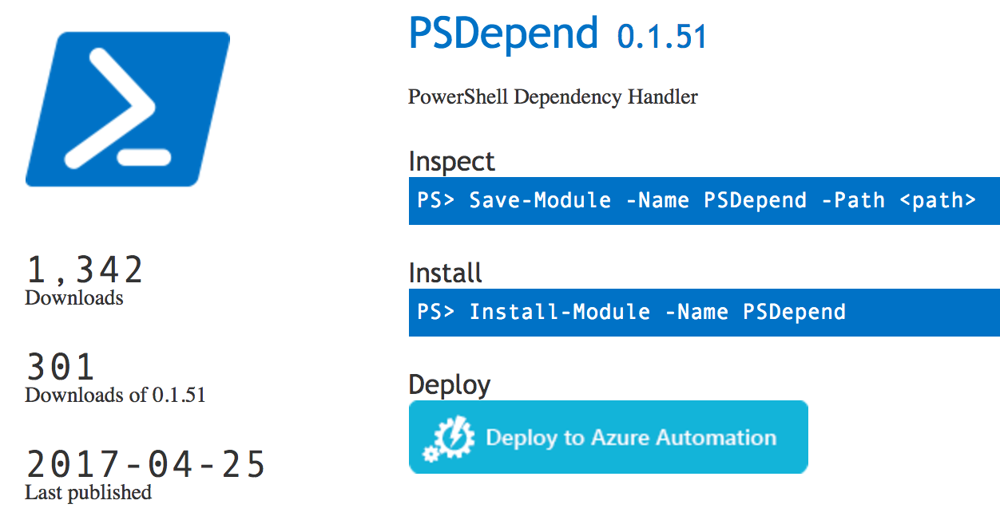 1,342
Downloads
301
Downloads of 0.1.51
2017-04-25
Last published
PSDepend 0.1.51
PowerShell Dependency Handler
Inspect
PS> Save-Module -Name PSDepend -Path <path>
Install
PS> Install-Module -Name PSDepend
Deploy
Deploy to Azure Automation